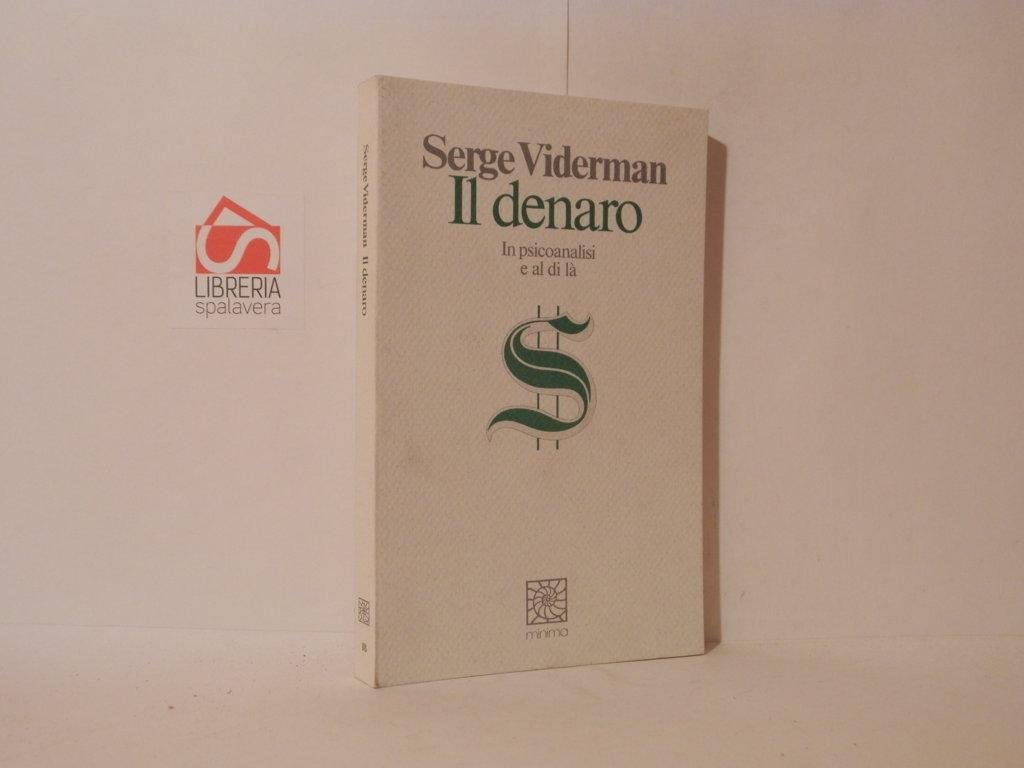 Serge Viderman
Il denaro
In psicoanalisi
e al di là
minima
Serge Viderman Il denaro
LIBRERIA
spalavera